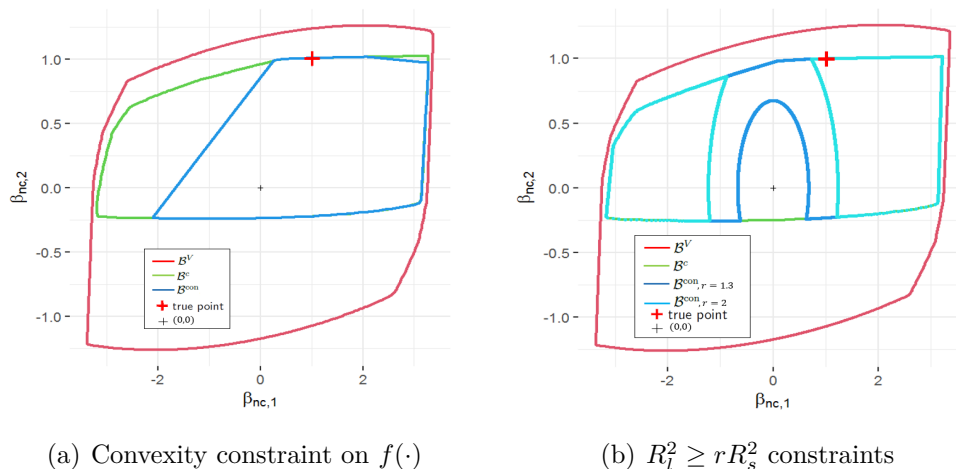 1.0
0.5
0.0
-0.5
-1.0
β_nc,2
-2
0
2
β_nc,1
B^V
B^c
B^con
true point
(0,0)
(a) Convexity constraint on f(·)
1.0
0.5
0.0
-0.5
-1.0
β_nc,2
-2
0
2
β_nc,1
B^V
B^c
B^con, r = 1.3
B^con, r = 2
true point
(0,0)
(b) R_l^2 ≥ rR_s^2 constraints